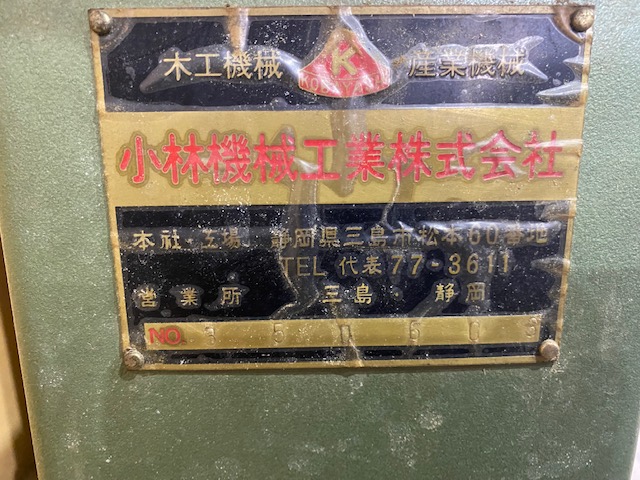 木工機械 K 産業機械
KOBAYASHI
小林機械工業株式会社
本社・工場 静岡県三島市松本60番地
TEL 代表 77-3611
営業所 三島・静岡
NO.